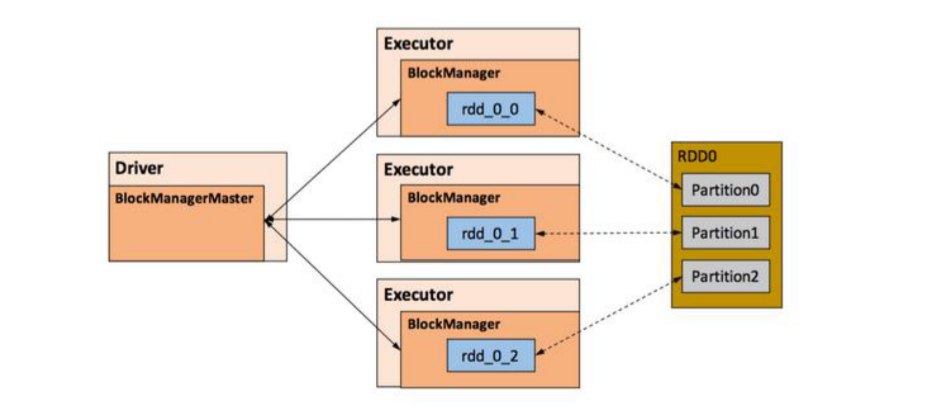 Driver
BlockManagerMaster
Executor
BlockManager
rdd_0_0
Executor
BlockManager
rdd_0_1
Executor
BlockManager
rdd_0_2
RDD0
Partition0
Partition1
Partition2